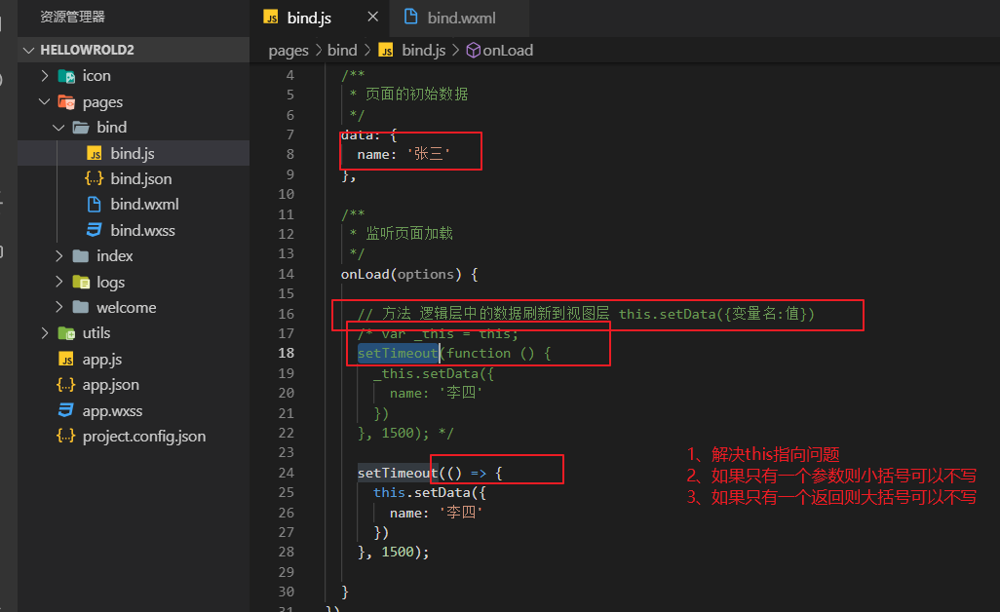 资源管理器
HELLOWROLD2
icon
pages
bind
bind.js
bind.json
bind.wxml
bind.wxss
index
logs
welcome
utils
app.js
app.json
app.wxss
project.config.json
bind.js
bind.wxml
pages > bind > bind.js > onLoad
4 /**
5 * 页面的初始数据
6 */
7 data: {
8 name: '张三'
9 },
10
11 /**
12 * 监听页面加载
13 */
14 onLoad(options) {
15
16 // 方法 逻辑层中的数据刷新到视图层 this.setData({变量名:值})
17 /* var _this = this;
18 setTimeout(function () {
19 _this.setData({
20 name: '李四'
21 })
22 }, 1500); */
23
24 setTimeout(() => {
25 this.setData({
26 name: '李四'
27 })
28 }, 1500);
29
30 }
31 })
1、解决this指向问题
2、如果只有一个参数则小括号可以不写
3、如果只有一个返回则大括号可以不写